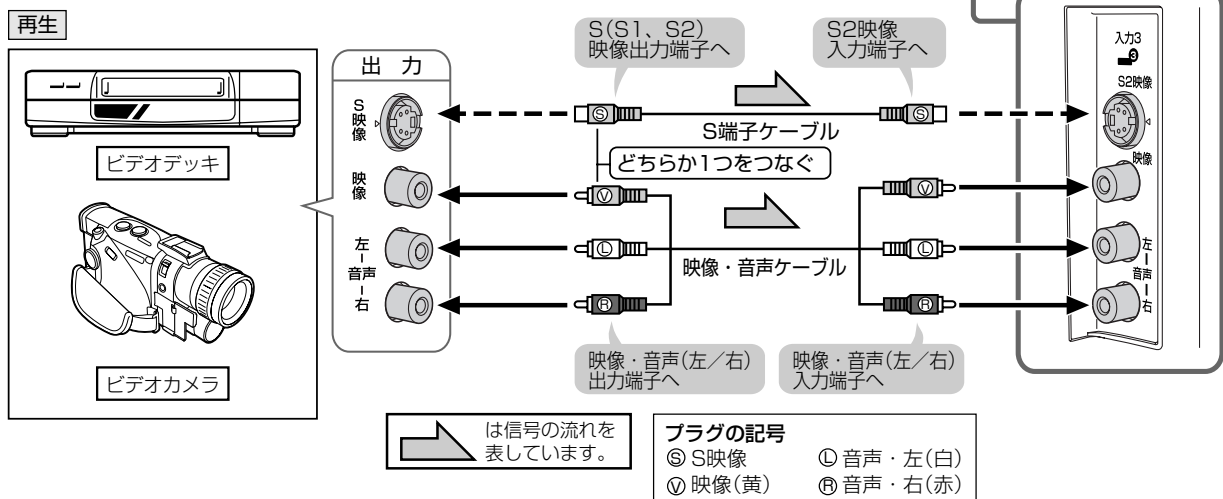 再生
ビデオデッキ
ビデオカメラ
出 力
S映像
映像
左-音声-右
S(S1、S2)
映像出力端子へ
S2映像
入力端子へ
S
S
S端子ケーブル
どちらか1つをつなぐ
V
V
L
L
映像・音声ケーブル
R
R
映像・音声(左/右)
出力端子へ
映像・音声(左/右)
入力端子へ
入力3
3
S2映像
映像
左-音声-右
は信号の流れを
表しています。
プラグの記号
Ⓢ S映像 Ⓛ 音声・左(白)
Ⓥ 映像(黄) Ⓡ 音声・右(赤)